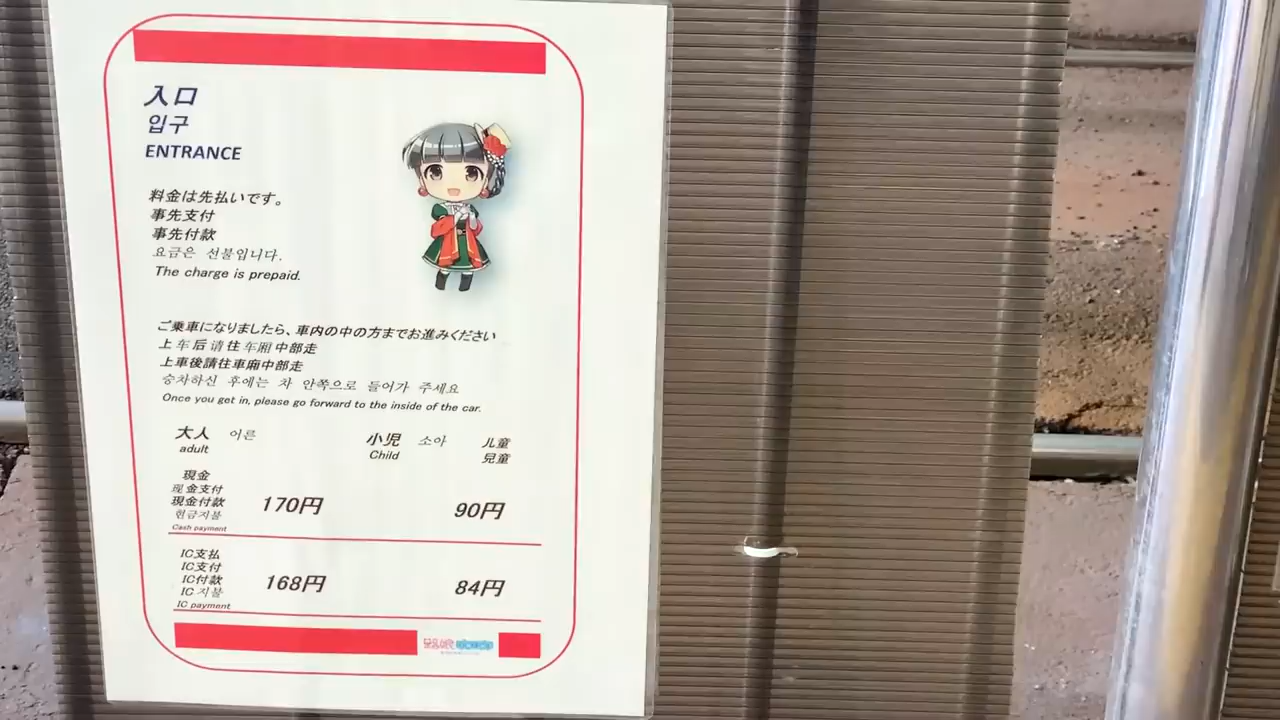 入口
입구
ENTRANCE
料金は先払いです。
事先支付
事先付款
요금은 선불입니다.
The charge is prepaid.
ご乗車になりましたら、車内の中の方までお進みください
上车后请往车厢中部走
上車後請往車廂中部走
승차하신 후에는 차 안쪽으로 들어가 주세요
Once you get in, please go forward to the inside of the car.
大人 어른 小児 소아 儿童
adult Child 兒童
現金
现金支付
現金付款 170円 90円
현금지불
Cash payment
IC支払
IC支付
IC付款 168円 84円
IC 지불
IC payment